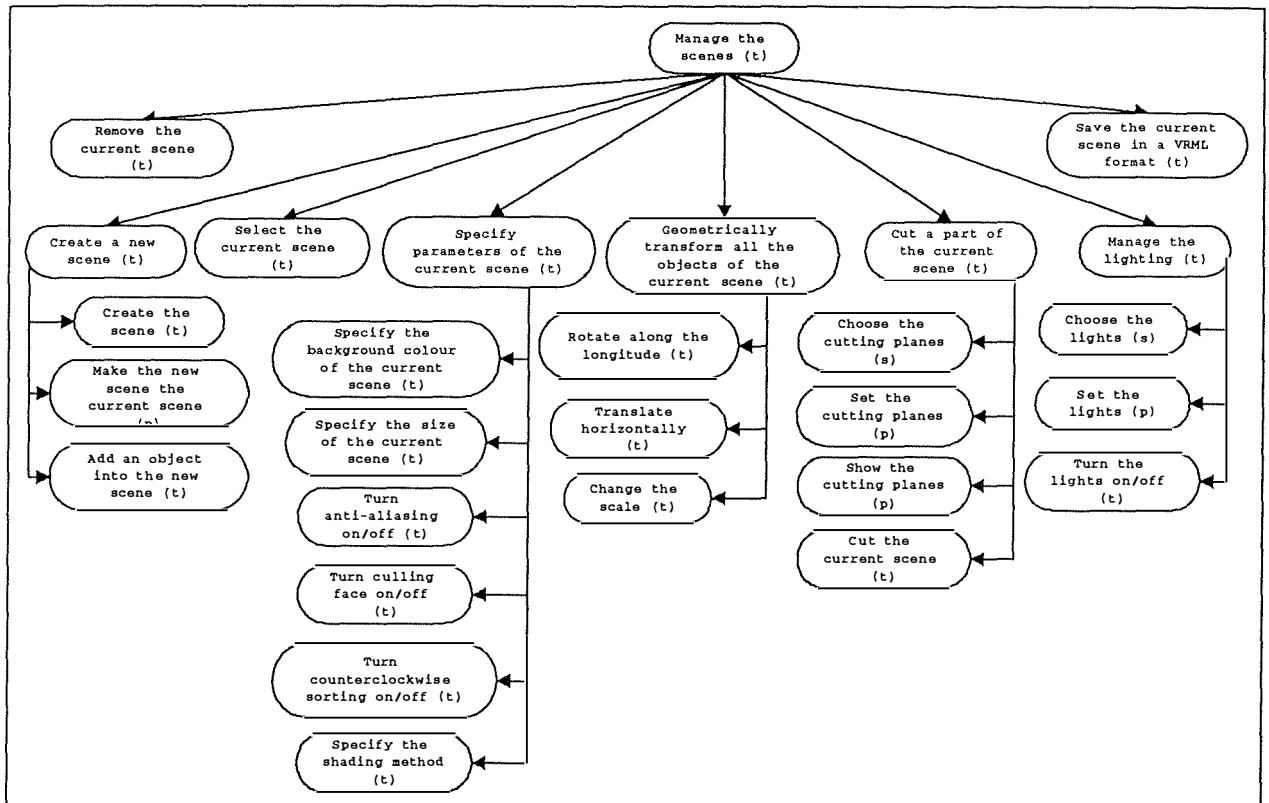 Manage the
scenes (t)
Remove the
current scene
(t)
Save the current
scene in a VRML
format (t)
Create a new
scene (t)
Select the
current scene
(t)
Specify
parameters of the
current scene (t)
Geometrically
transform all the
objects of the
current scene (t)
Cut a part of
the current
scene (t)
Manage the
lighting (t)
Create the
scene (t)
Make the new
scene the
current scene
Add an object
into the new
scene (t)
Specify the
background colour
of the current
scene (t)
Specify the size
of the current
scene (t)
Turn
anti-aliasing
on/off (t)
Turn culling
face on/off
(t)
Turn
counterclockwise
sorting on/off (t)
Specify the
shading method
(t)
Rotate along the
longitude (t)
Translate
horizontally
(t)
Change the
scale (t)
Choose the
cutting planes
(s)
Set the
cutting planes
(p)
Show the
cutting planes
(p)
Cut the
current scene
(t)
Choose the
lights (s)
Set the
lights (p)
Turn the
lights on/off
(t)